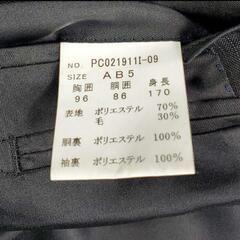 NO. PC021911I-09
SIZE AB5
胸囲 胴囲 身長
96 86 170
表地 ポリエステル 70%
毛 30%
胴裏 ポリエステル 100%
袖裏 ポリエステル 100%